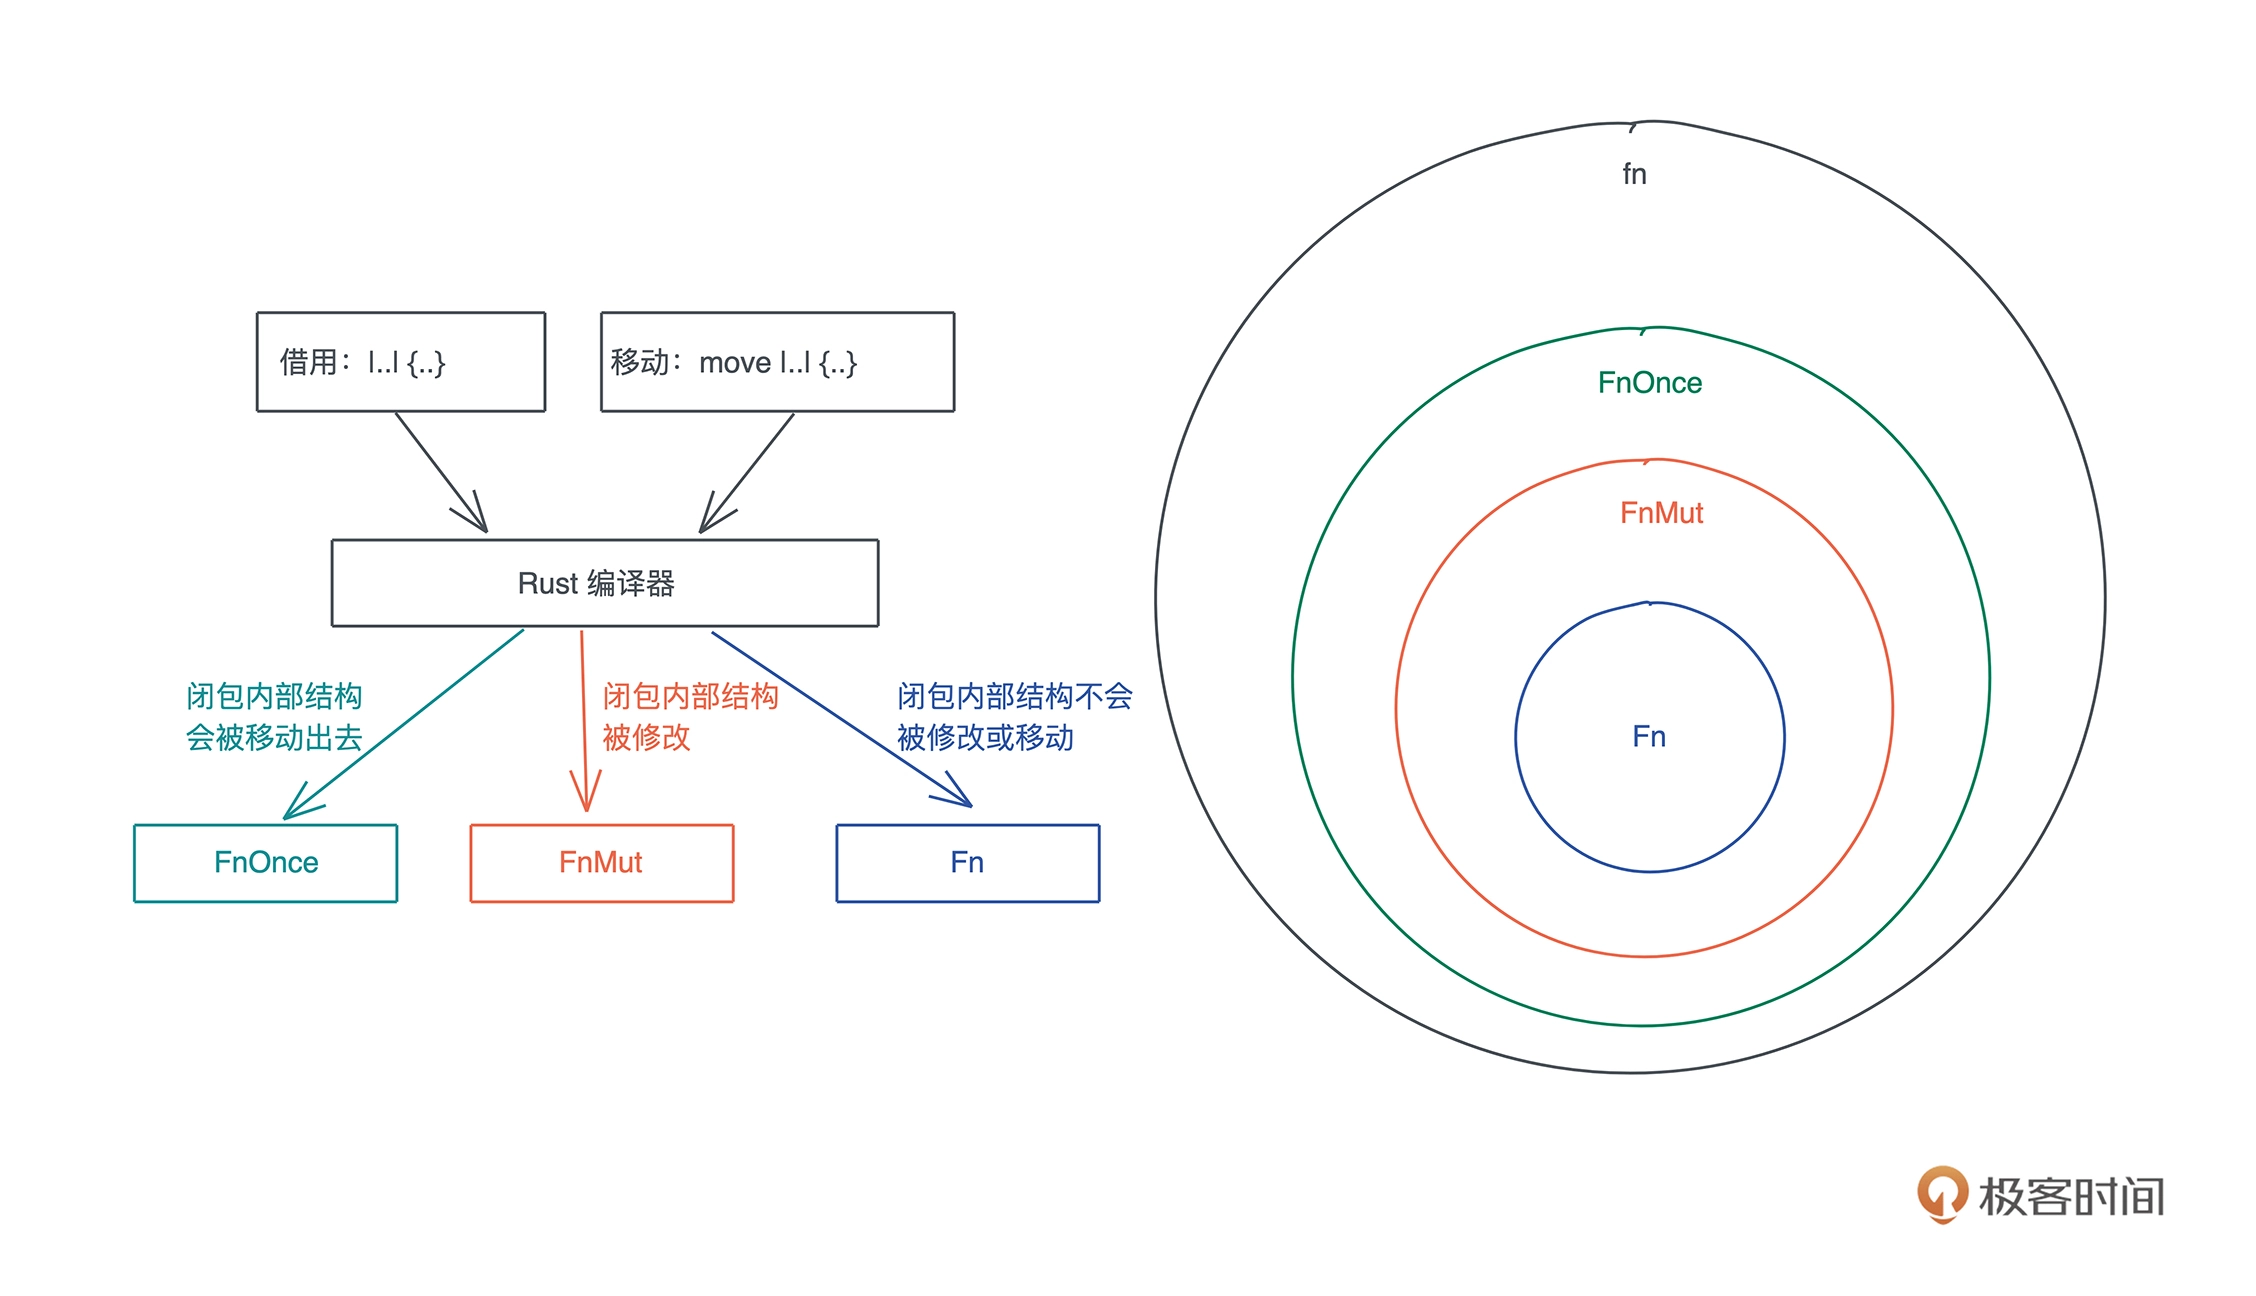 借用：|..| {..}
移动：move |..| {..}
Rust 编译器
闭包内部结构
会被移动出去
闭包内部结构
被修改
闭包内部结构不会
被修改或移动
FnOnce
FnMut
Fn
fn
FnOnce
FnMut
Fn
极客时间